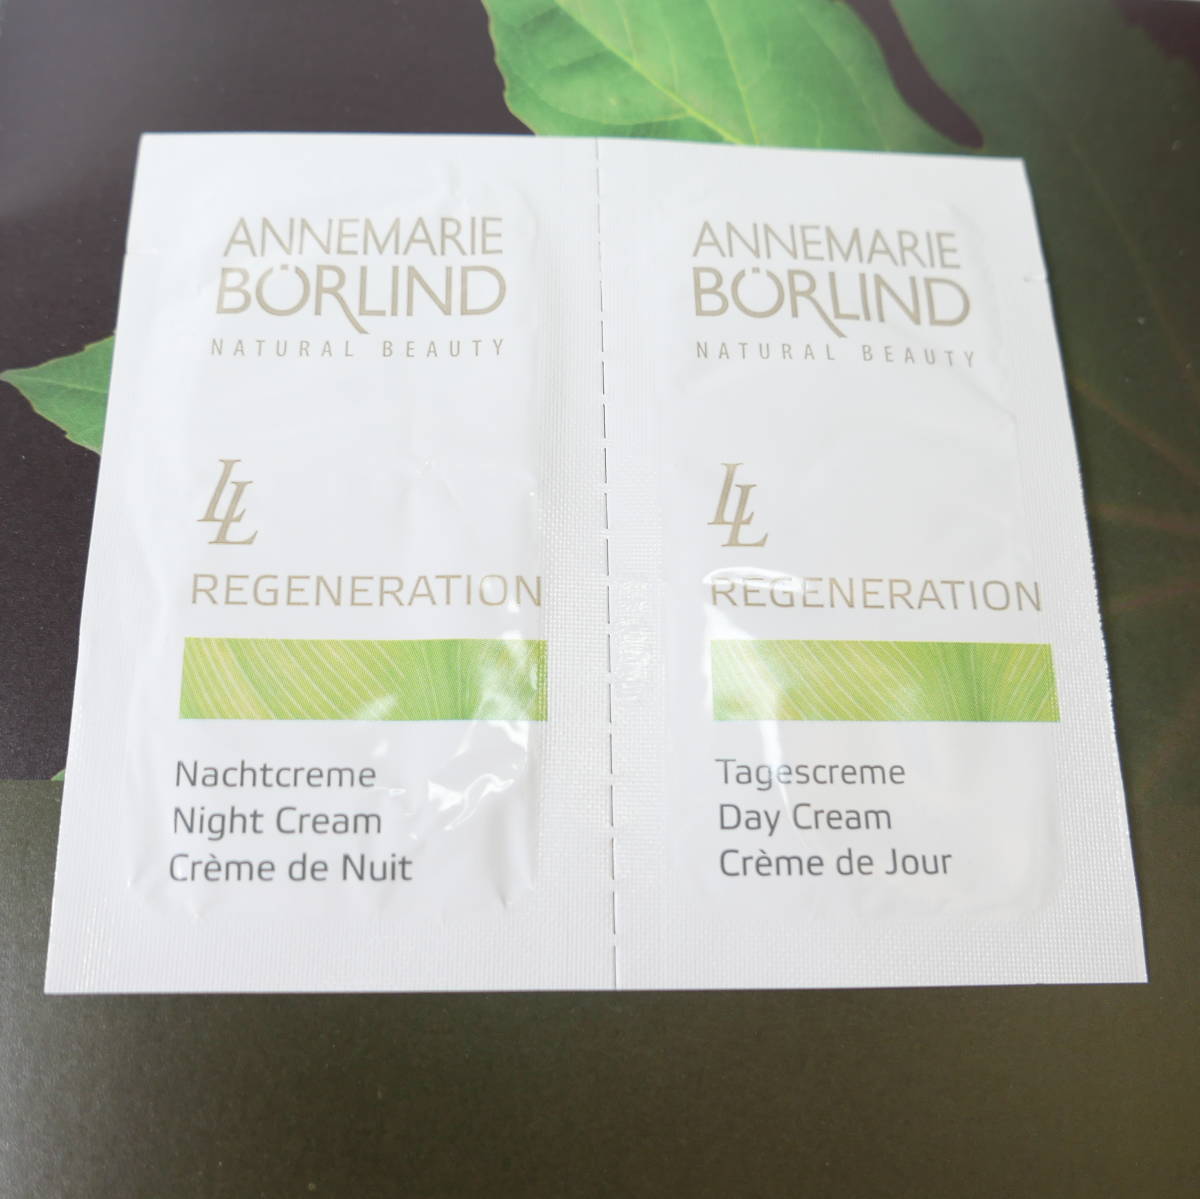 ANNEMARIE
BÖRLIND
NATURAL BEAUTY
LL
REGENERATION
Nachtcreme
Night Cream
Crème de Nuit
ANNEMARIE
BÖRLIND
NATURAL BEAUTY
LL
REGENERATION
Tagescreme
Day Cream
Crème de Jour